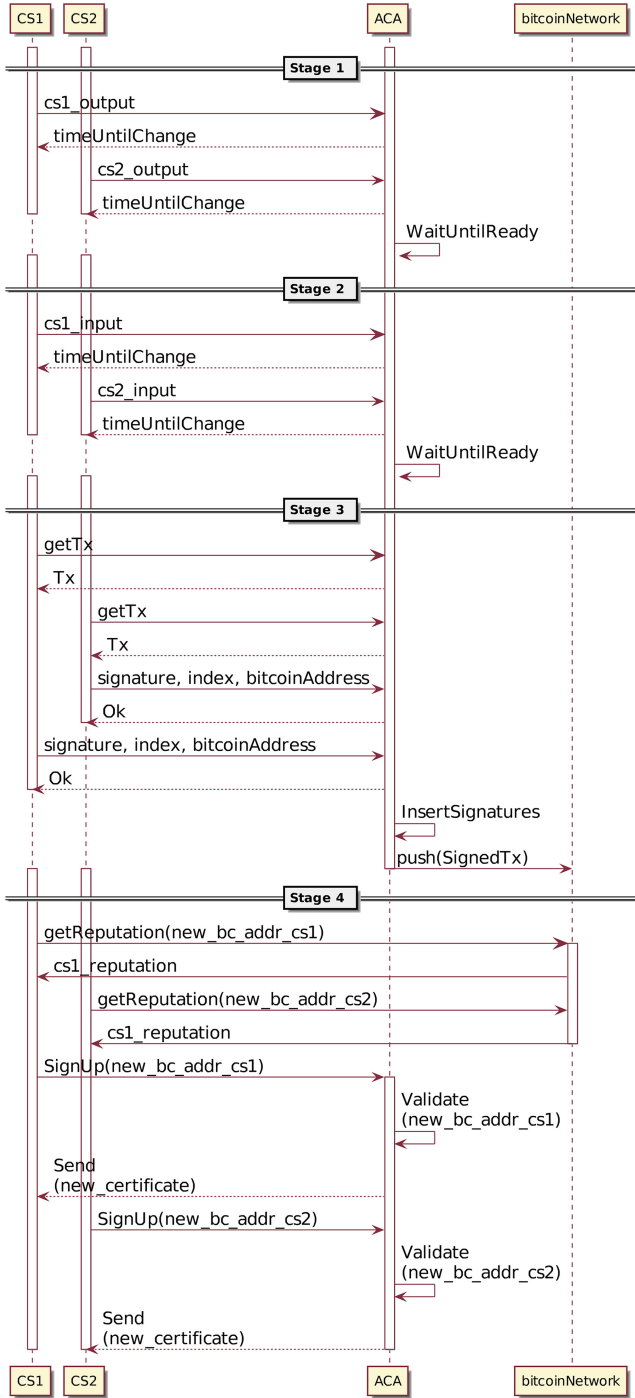 CS1 CS2 ACA bitcoinNetwork
Stage 1
cs1_output
timeUntilChange
cs2_output
timeUntilChange
WaitUntilReady
Stage 2
cs1_input
timeUntilChange
cs2_input
timeUntilChange
WaitUntilReady
Stage 3
getTx
Tx
getTx
Tx
signature, index, bitcoinAddress
Ok
signature, index, bitcoinAddress
Ok
InsertSignatures
push(SignedTx)
Stage 4
getReputation(new_bc_addr_cs1)
cs1_reputation
getReputation(new_bc_addr_cs2)
cs1_reputation
SignUp(new_bc_addr_cs1)
Validate
(new_bc_addr_cs1)
Send
(new_certificate)
SignUp(new_bc_addr_cs2)
Validate
(new_bc_addr_cs2)
Send
(new_certificate)
CS1 CS2 ACA bitcoinNetwork